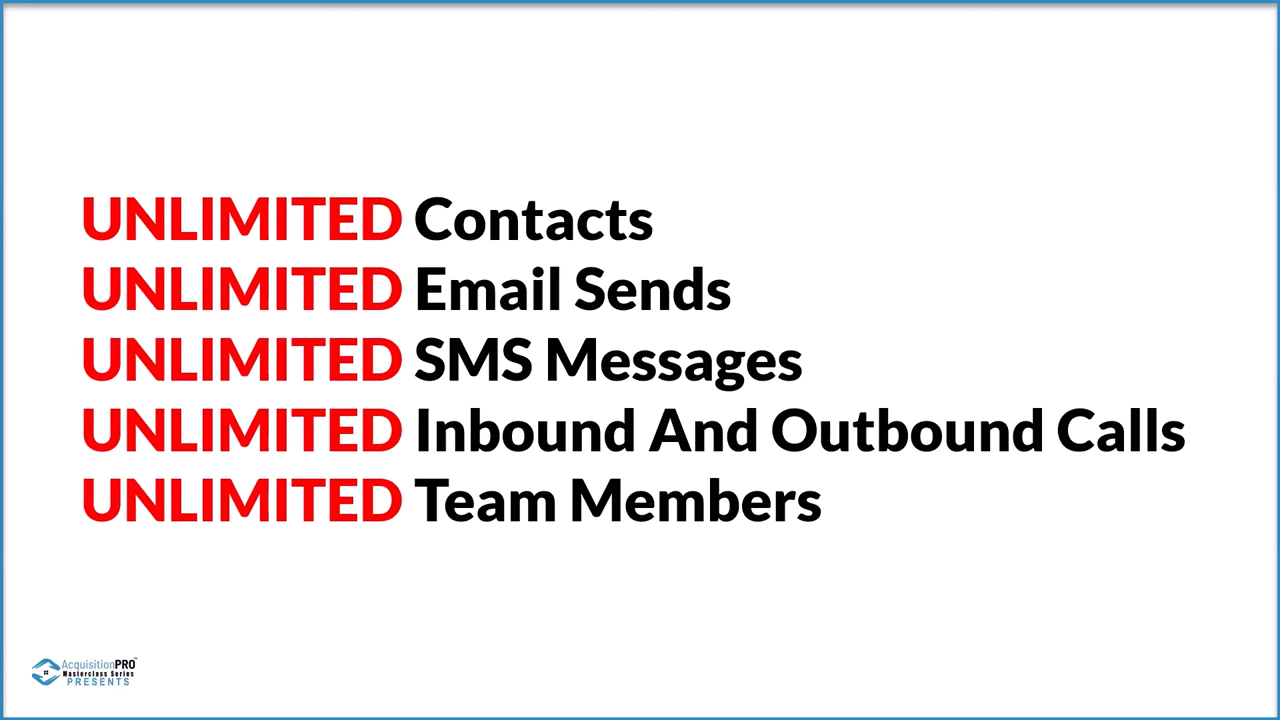 UNLIMITED Contacts
UNLIMITED Email Sends
UNLIMITED SMS Messages
UNLIMITED Inbound And Outbound Calls
UNLIMITED Team Members
AcquisitionPRO™
Masterclass Series
PRESENTS